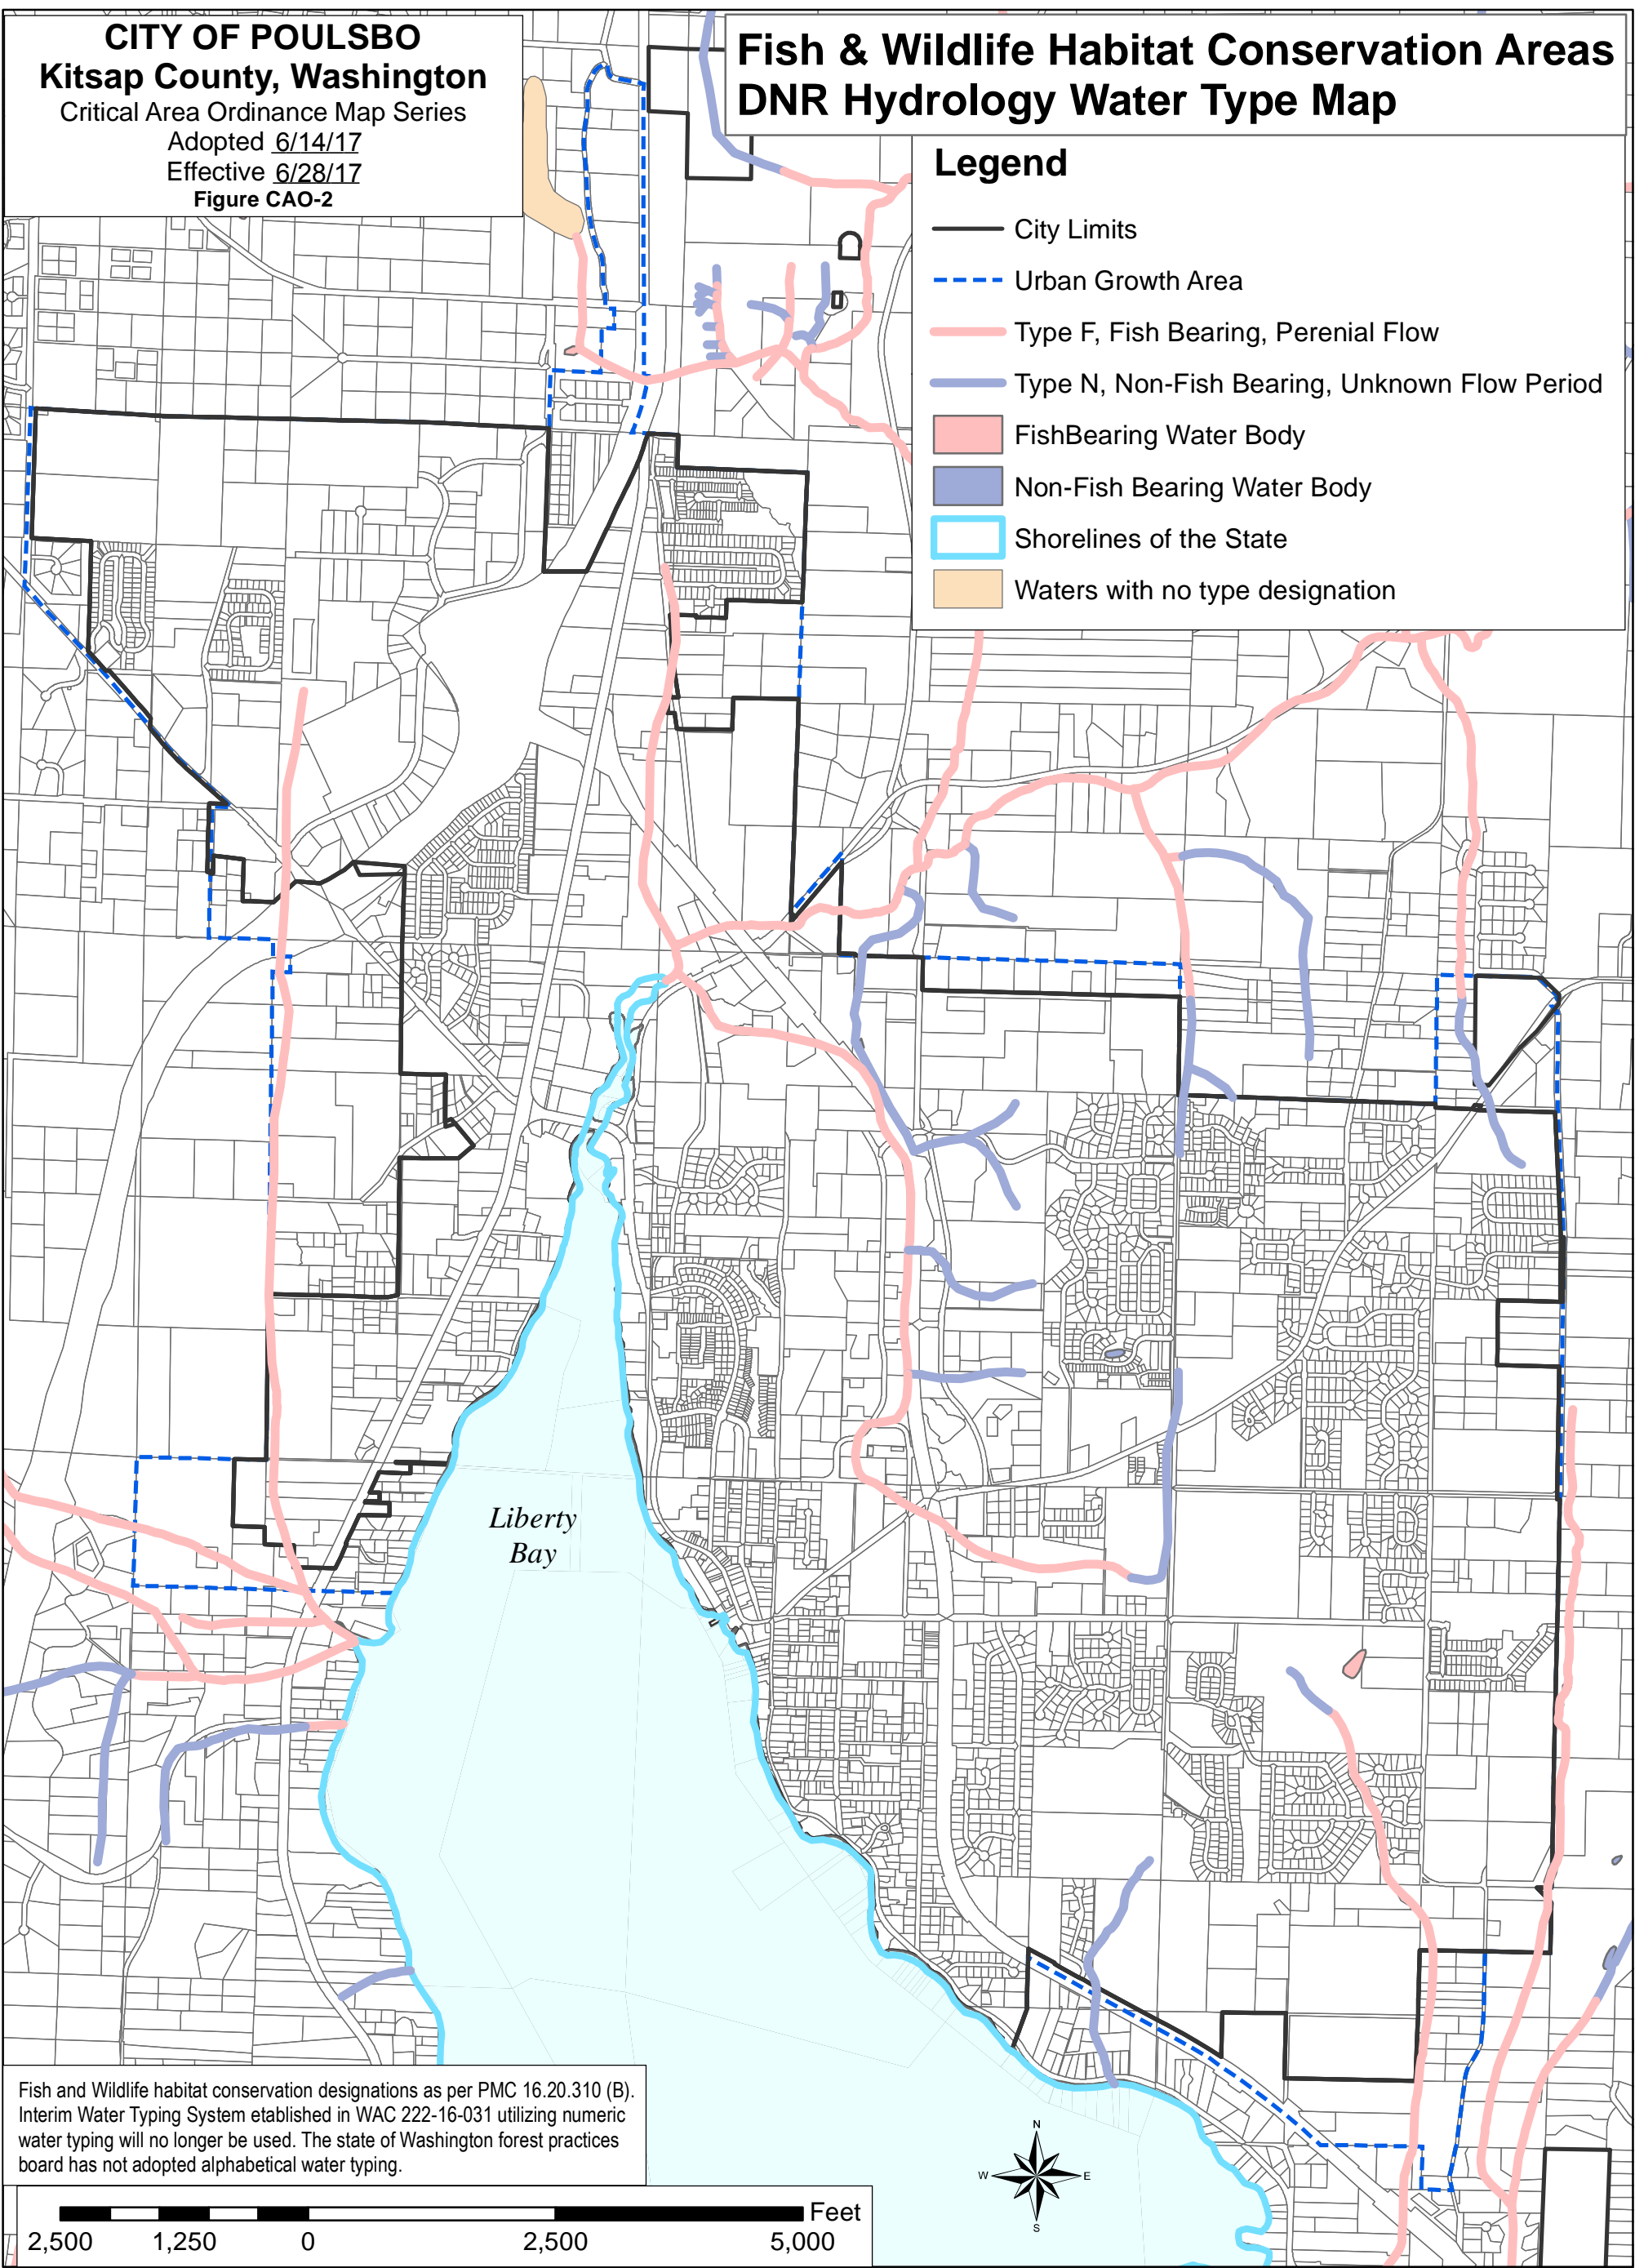 CITY OF POULSBO
Kitsap County, Washington
Critical Area Ordinance Map Series
Adopted 6/14/17
Effective 6/28/17
Figure CAO-2
Fish & Wildlife Habitat Conservation Areas
DNR Hydrology Water Type Map
Legend
City Limits
Urban Growth Area
Type F, Fish Bearing, Perenial Flow
Type N, Non-Fish Bearing, Unknown Flow Period
FishBearing Water Body
Non-Fish Bearing Water Body
Shorelines of the State
Waters with no type designation
Liberty
Bay
Fish and Wildlife habitat conservation designations as per PMC 16.20.310 (B).
Interim Water Typing System etablished in WAC 222-16-031 utilizing numeric
water typing will no longer be used. The state of Washington forest practices
board has not adopted alphabetical water typing.
N
W E
S
Feet
2,500 1,250 0 2,500 5,000